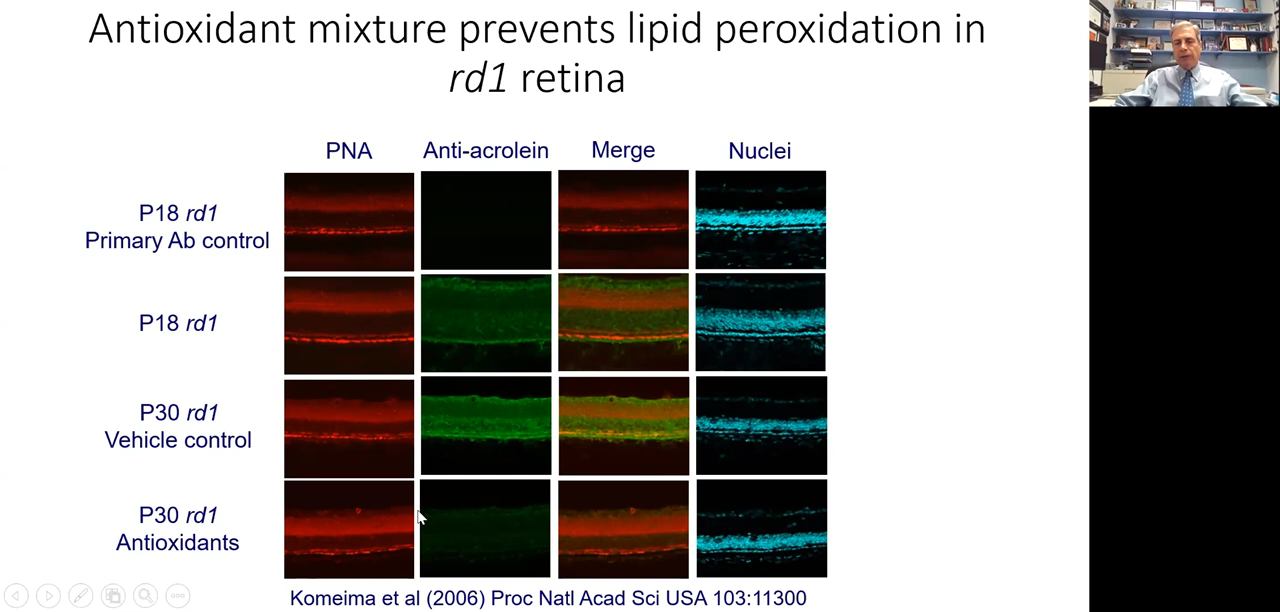 Antioxidant mixture prevents lipid peroxidation in
rd1 retina
PNA Anti-acrolein Merge Nuclei
P18 rd1
Primary Ab control
P18 rd1
P30 rd1
Vehicle control
P30 rd1
Antioxidants
Komeima et al (2006) Proc Natl Acad Sci USA 103:11300